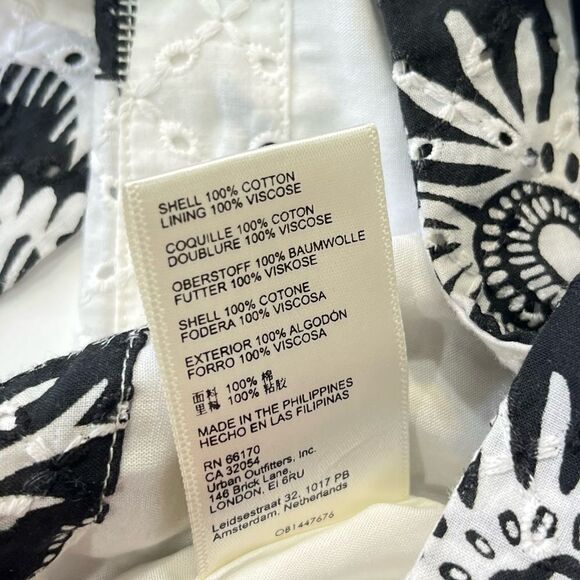 SHELL 100% COTTON
LINING 100% VISCOSE
COQUILLE 100% COTON
DOUBLURE 100% VISCOSE
OBERSTOFF 100% BAUMWOLLE
FUTTER 100% VISKOSE
SHELL 100% COTONE
FODERA 100% VISCOSA
EXTERIOR 100% ALGODÓN
FORRO 100% VISCOSA
面料 100% 棉
里料 100% 粘胶
MADE IN THE PHILIPPINES
HECHO EN LAS FILIPINAS
RN 66170
CA 32054
Urban Outfitters, Inc.
146 Brick Lane,
LONDON, E1 6RU
Leidsestraat 32, 1017 PB
Amsterdam, Netherlands
OB1447676